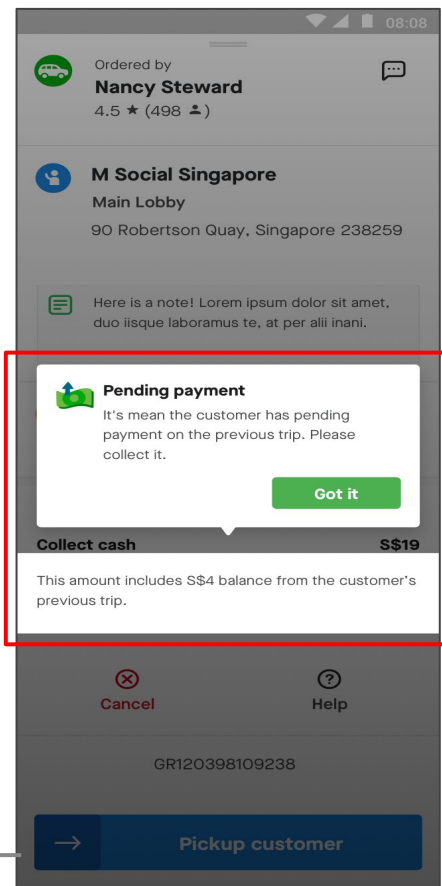 08:08
Ordered by
Nancy Steward
4.5 ★ (498 👤)
M Social Singapore
Main Lobby
90 Robertson Quay, Singapore 238259
Here is a note! Lorem ipsum dolor sit amet,
duo iisque laboramus te, at per alii inani.
Pending payment
It's mean the customer has pending
payment on the previous trip. Please
collect it.
Got it
Collect cash S$19
This amount includes S$4 balance from the customer's
previous trip.
Cancel Help
GR120398109238
Pickup customer